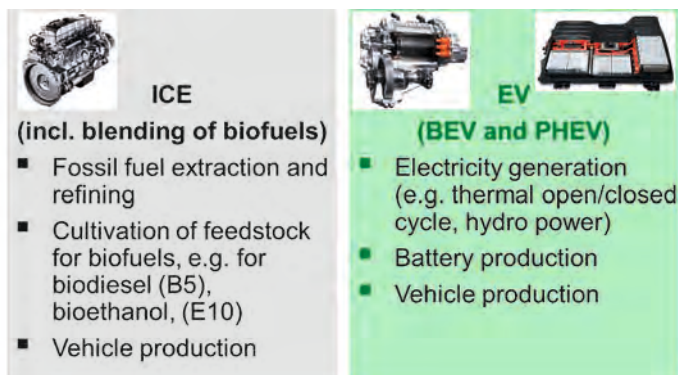 ICE
(incl. blending of biofuels)
▪ Fossil fuel extraction and
refining
▪ Cultivation of feedstock
for biofuels, e.g. for
biodiesel (B5),
bioethanol, (E10)
▪ Vehicle production
EV
(BEV and PHEV)
▪ Electricity generation
(e.g. thermal open/closed
cycle, hydro power)
▪ Battery production
▪ Vehicle production